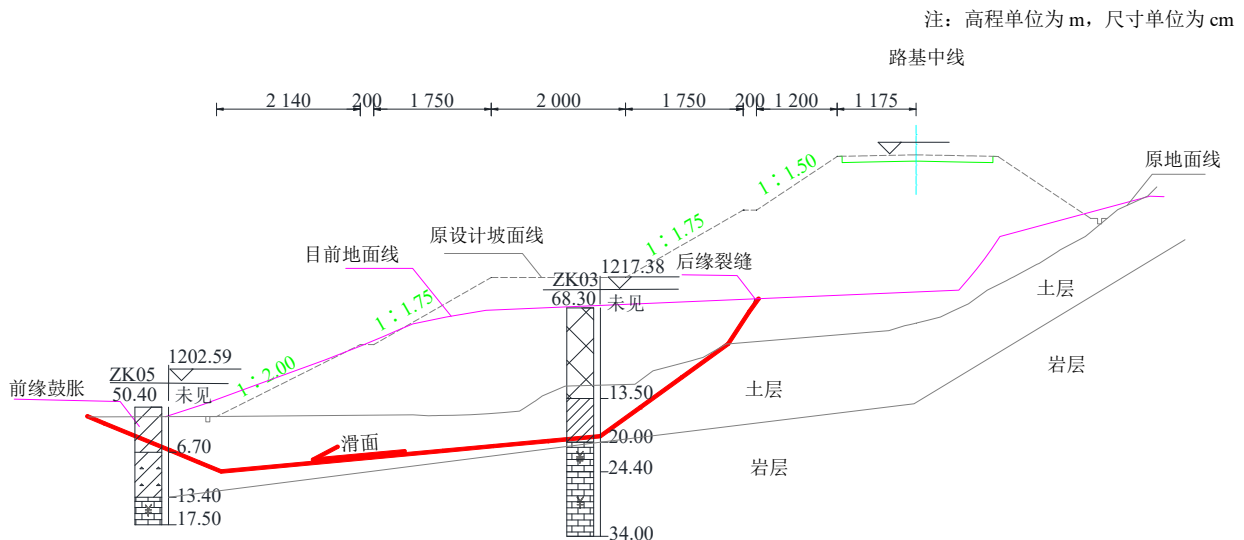 注：高程单位为 m，尺寸单位为 cm
路基中线
2 140
200
1 750
2 000
1 750
200
1 200
1 175
原地面线
1∶1.50
1∶1.75
原设计坡面线
目前地面线
ZK03
1217.38
68.30
未见
后缘裂缝
土层
1∶1.75
岩层
1∶2.00
ZK05
1202.59
50.40
未见
前缘鼓胀
13.50
土层
滑面
6.70
20.00
24.40
岩层
13.40
17.50
34.00